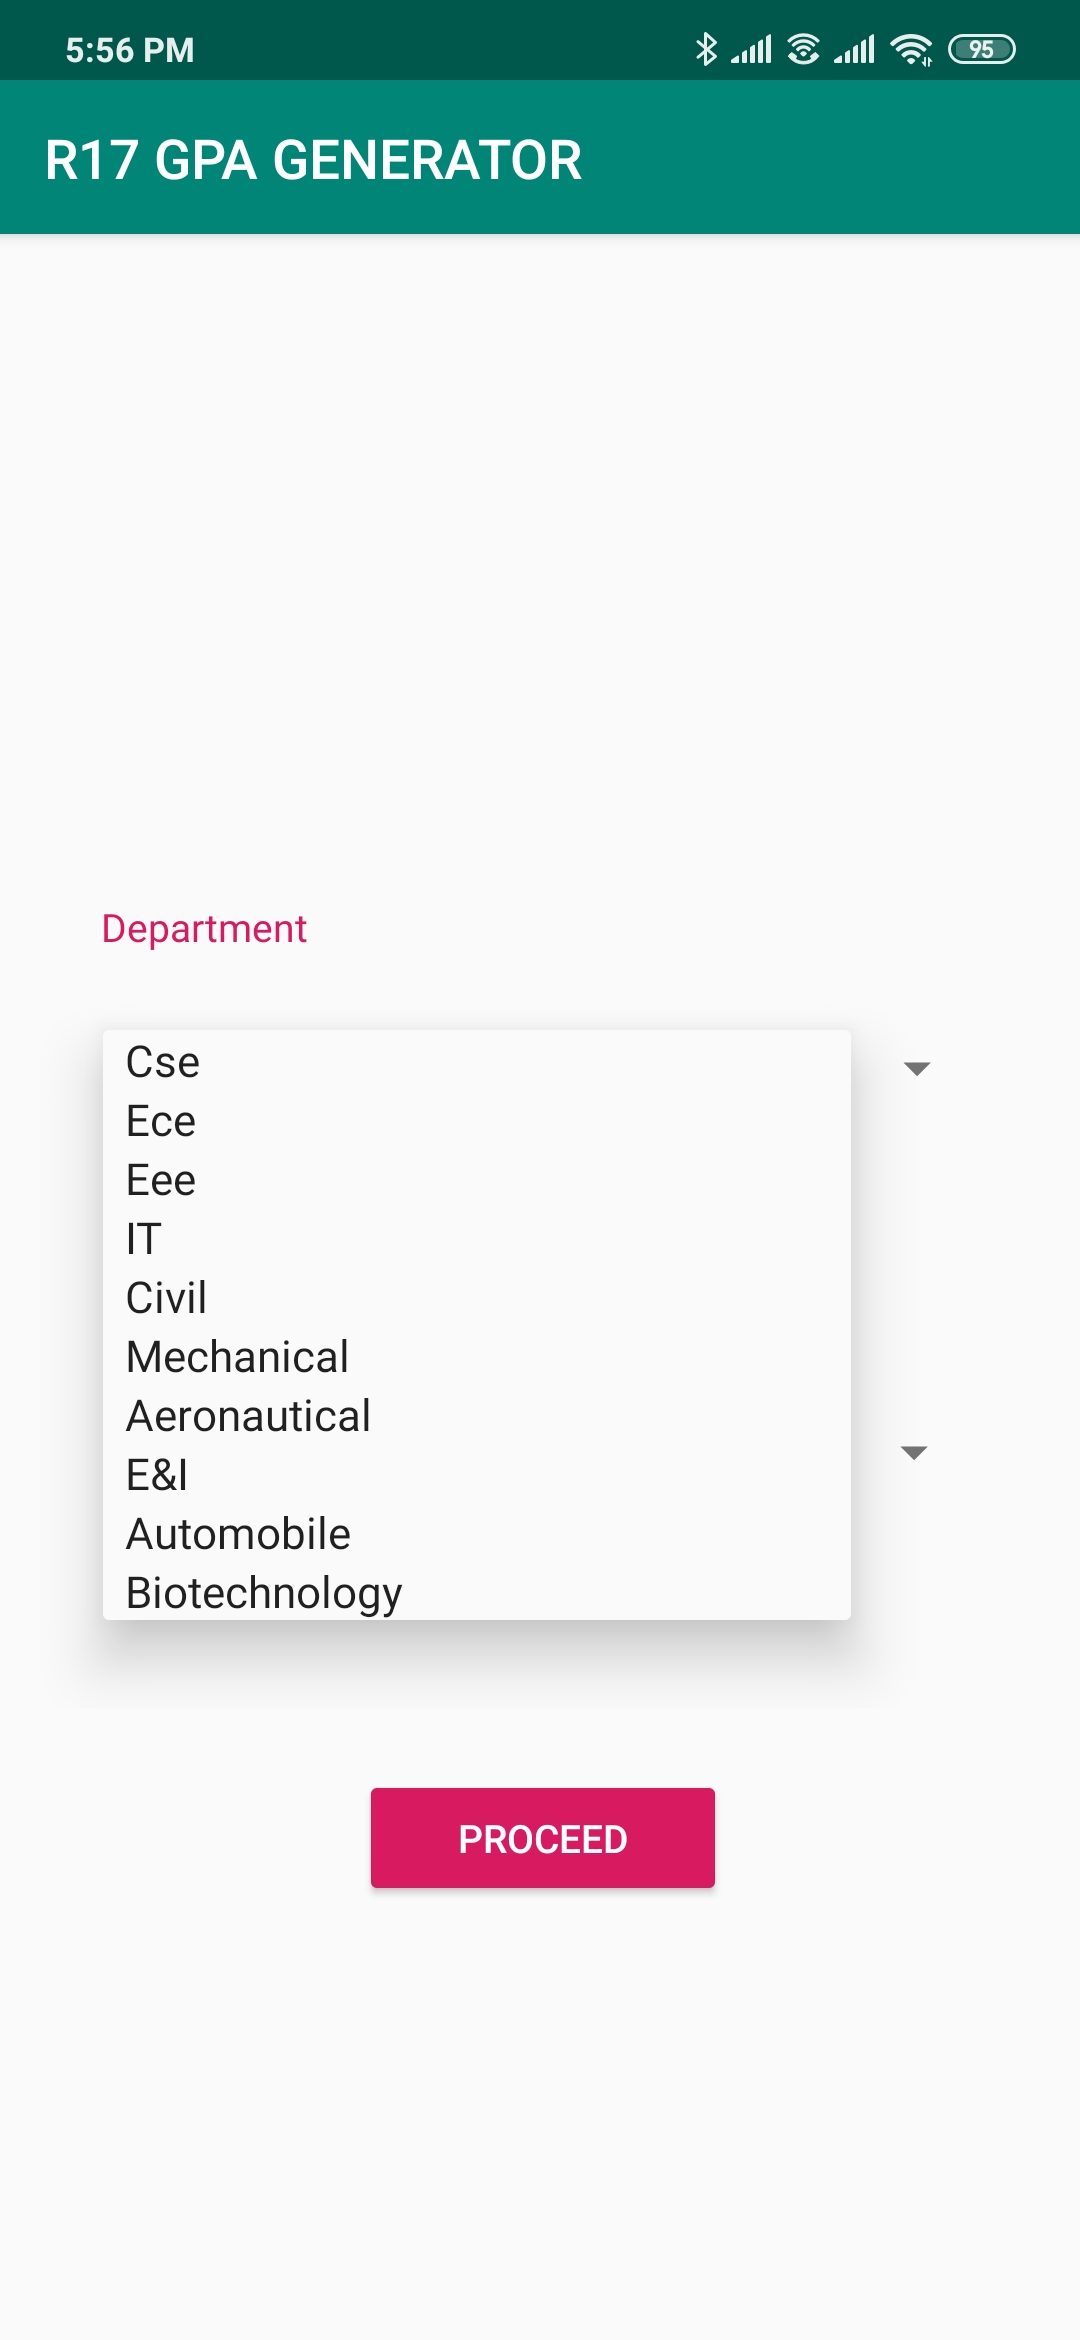 5:56 PM 95
R17 GPA GENERATOR
Department
Cse
Ece
Eee
IT
Civil
Mechanical
Aeronautical
E&I
Automobile
Biotechnology
PROCEED